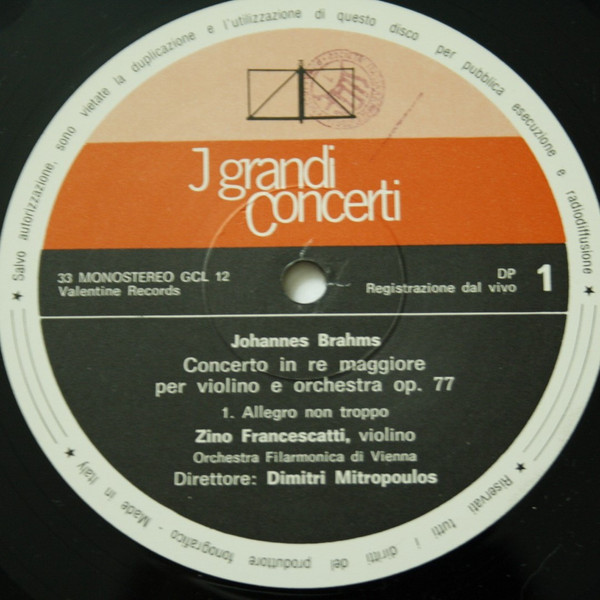 ★ Salvo autorizzazione, sono vietate la duplicazione e l'utilizzazione di questo disco per pubblica esecuzione e radiodiffusione ★
J grandi
concerti
33 MONOSTEREO GCL 12
Valentine Records
DP
Registrazione dal vivo
1
Johannes Brahms
Concerto in re maggiore
per violino e orchestra op. 77
1. Allegro non troppo
Zino Francescatti, violino
Orchestra Filarmonica di Vienna
Direttore: Dimitri Mitropoulos
★ Riservati tutti i diritti del produttore fonografico - Made in Italy ★